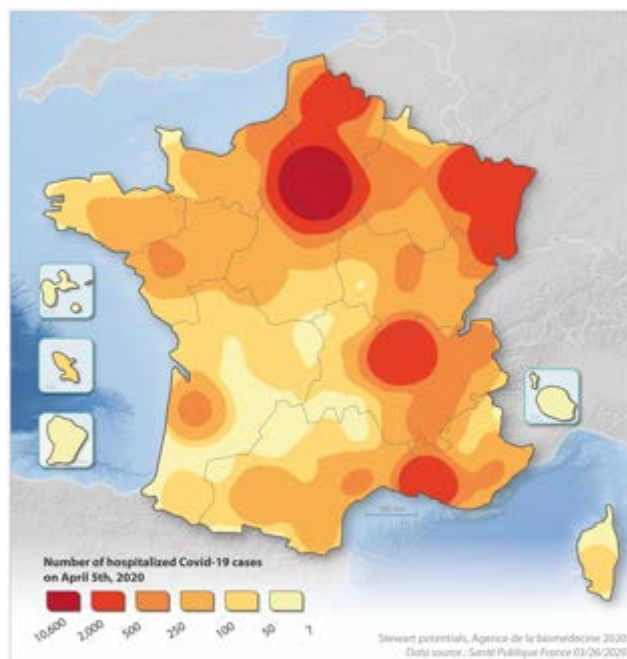 Number of hospitalized Covid-19 cases
on April 5th, 2020
10,600 2,000 500 250 100 50 7
Stewart potentials, Agence de la biomédecine 2020
Data source : Santé Publique France 03/26/2020